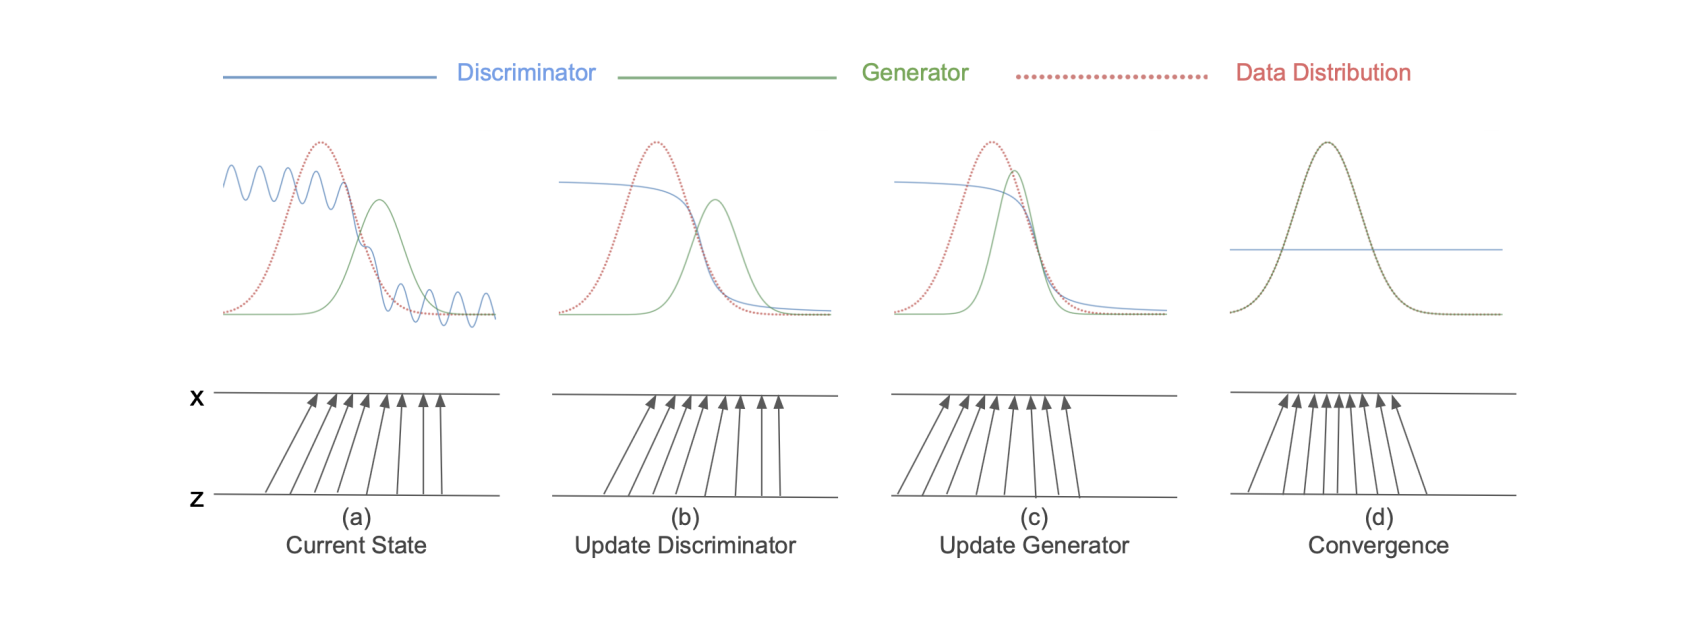 Discriminator Generator Data Distribution
X
Z
(a) (b) (c) (d)
Current State Update Discriminator Update Generator Convergence